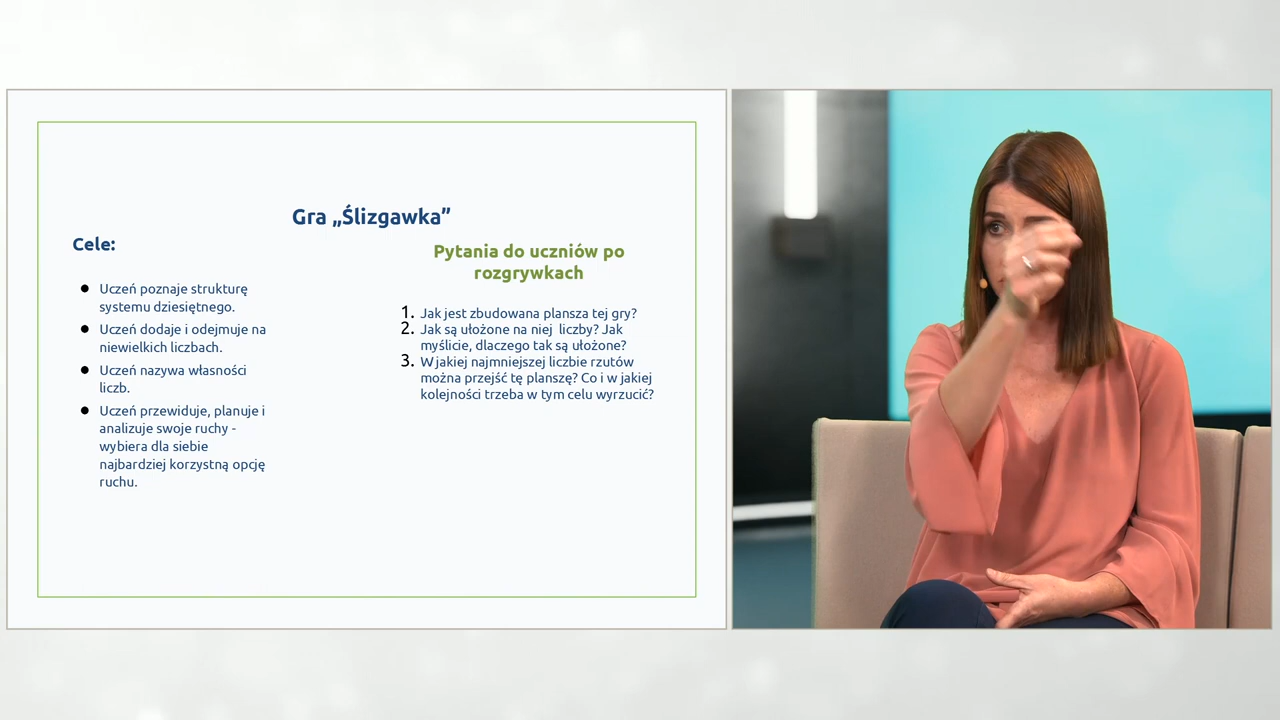 Gra „Ślizgawka”
Cele:
● Uczeń poznaje strukturę
systemu dziesiętnego.
● Uczeń dodaje i odejmuje na
niewielkich liczbach.
● Uczeń nazywa własności
liczb.
● Uczeń przewiduje, planuje i
analizuje swoje ruchy -
wybiera dla siebie
najbardziej korzystną opcję
ruchu.
Pytania do uczniów po
rozgrywkach
1. Jak jest zbudowana plansza tej gry?
2. Jak są ułożone na niej liczby? Jak
myślicie, dlaczego tak są ułożone?
3. W jakiej najmniejszej liczbie rzutów
można przejść tę planszę? Co i w jakiej
kolejności trzeba w tym celu wyrzucić?